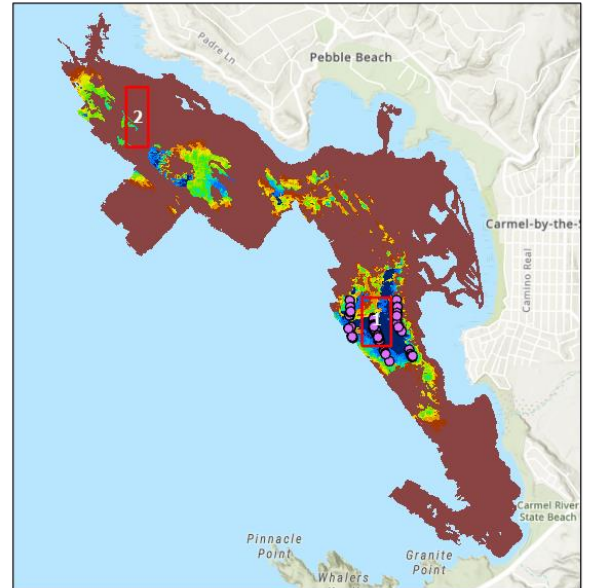 Padre Ln
Pebble Beach
2
Carmel-by-the-S
Camino Real
1
Carmel River
State Beach
Pinnacle
Point
Granite
Point
Whalers